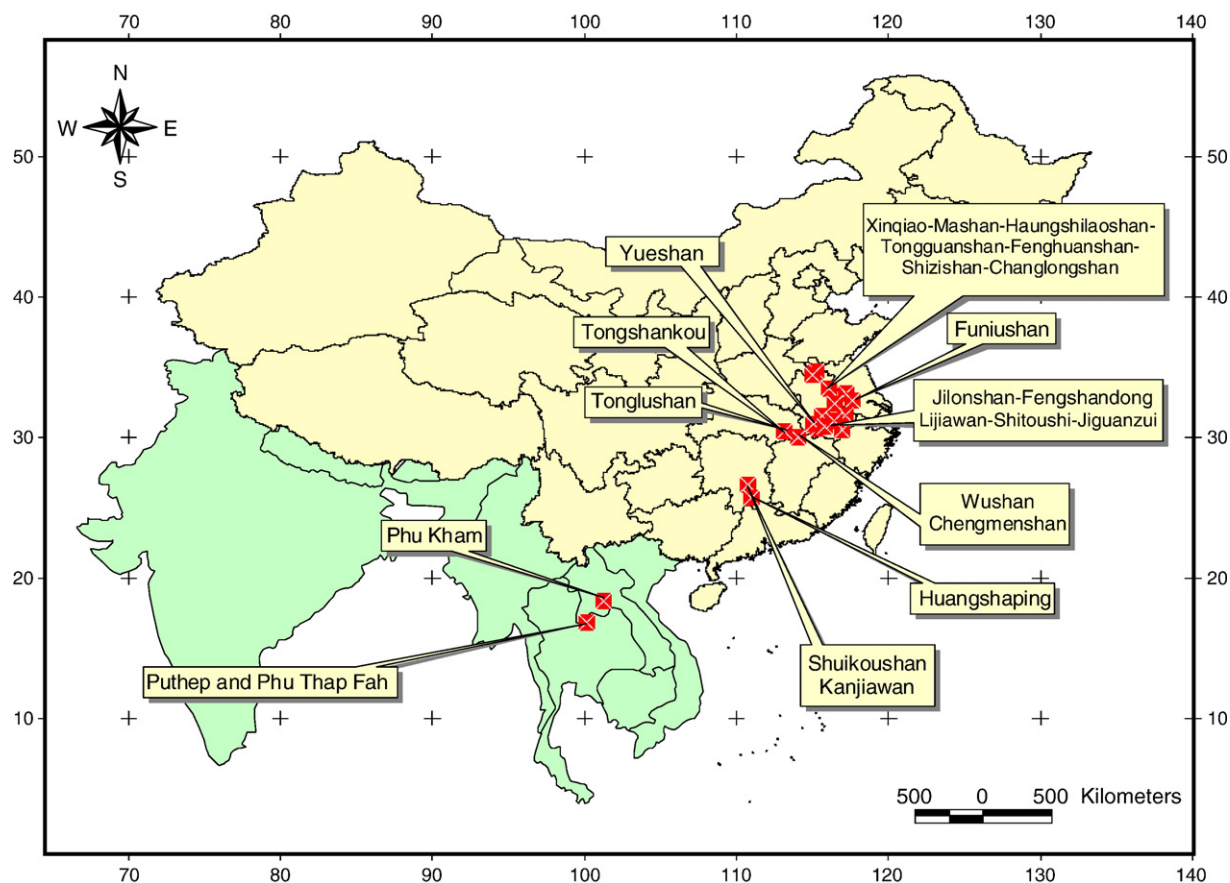 70 80 90 100 110 120 130 140
N
W E
S
50 50
Xinqiao-Mashan-Haungshilaoshan-
Tongguanshan-Fenghuanshan-
Shizishan-Changlongshan
Yueshan
40 40
Tongshankou
Funiushan
Tonglushan
Jilonshan-Fengshandong
Lijiawan-Shitoushi-Jiguanzui
30 30
Wushan
Chengmenshan
Phu Kham
20 20
Huangshaping
Shuikoushan
Kanjiawan
Puthep and Phu Thap Fah
10 10
500 0 500 Kilometers
70 80 90 100 110 120 130 140